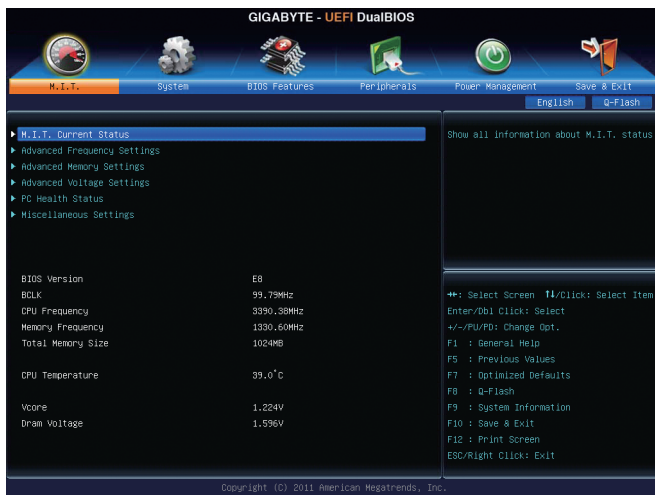 GIGABYTE - UEFI DualBIOS
M.I.T. System BIOS Features Peripherals Power Management Save & Exit
English Q-Flash
M.I.T. Current Status
Advanced Frequency Settings
Advanced Memory Settings
Advanced Voltage Settings
PC Health Status
Miscellaneous Settings
Show all information about M.I.T. status
BIOS Version E8
BCLK 99.79MHz
CPU Frequency 3390.38MHz
Memory Frequency 1330.60MHz
Total Memory Size 1024MB
CPU Temperature 39.0°C
Vcore 1.224V
Dram Voltage 1.596V
→←: Select Screen ↑↓/Click: Select Item
Enter/Dbl Click: Select
+/-/PU/PD: Change Opt.
F1 : General Help
F5 : Previous Values
F7 : Optimized Defaults
F8 : Q-Flash
F9 : System Information
F10 : Save & Exit
F12 : Print Screen
ESC/Right Click: Exit
Copyright (C) 2011 American Megatrends, Inc.